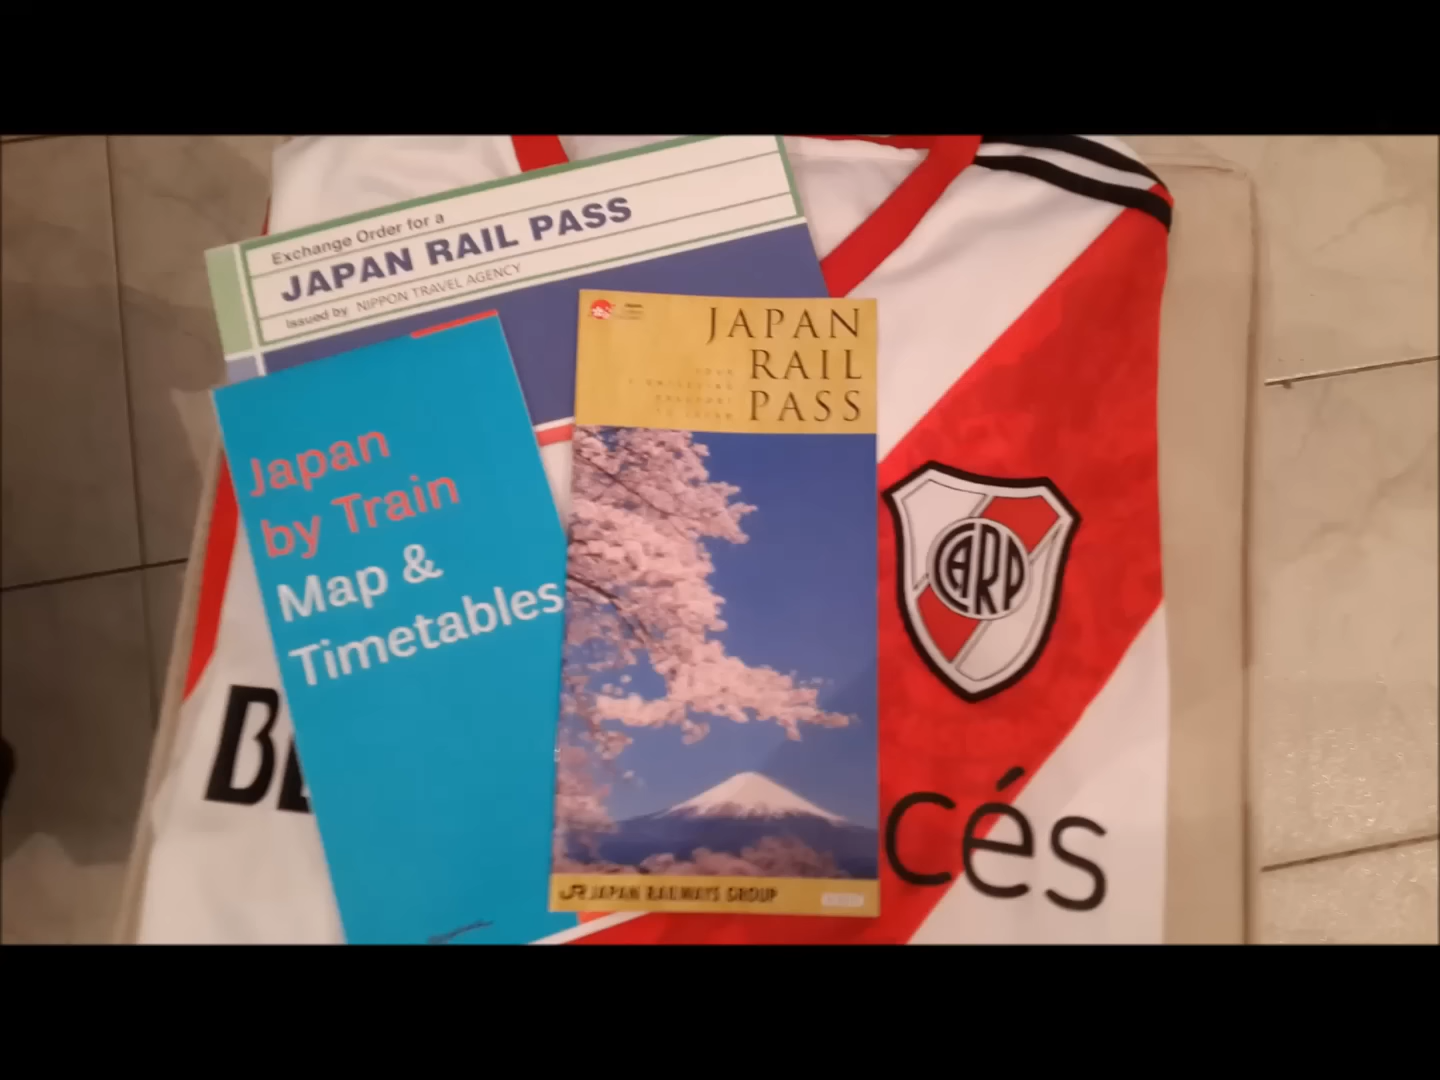 Exchange Order for a
JAPAN RAIL PASS
Issued by NIPPON TRAVEL AGENCY
Japan
by Train
Map &
Timetables
JAPAN
RAIL
PASS
JR JAPAN RAILWAYS GROUP
CARP
cés